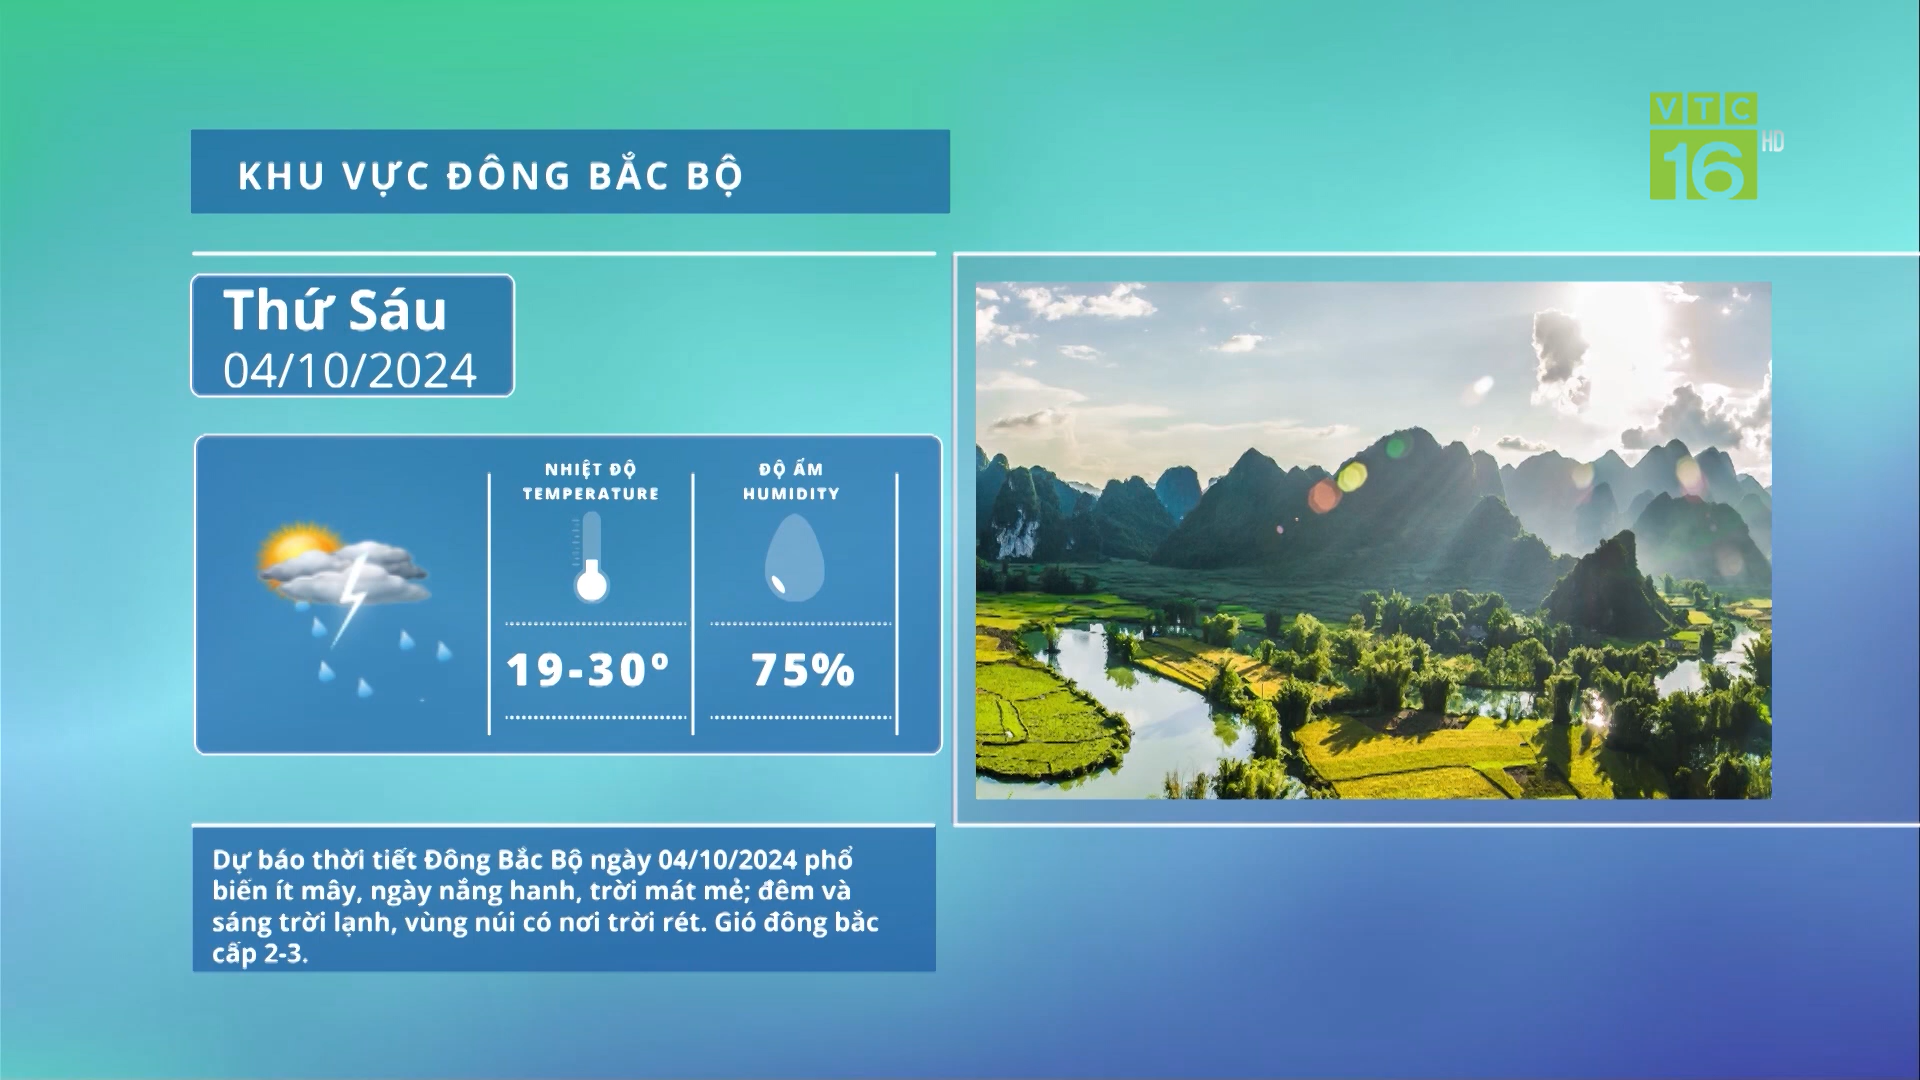 VTC
16 HD
KHU VỰC ĐÔNG BẮC BỘ
Thứ Sáu
04/10/2024
NHIỆT ĐỘ
TEMPERATURE
19-30°
ĐỘ ẨM
HUMIDITY
75%
Dự báo thời tiết Đông Bắc Bộ ngày 04/10/2024 phổ
biến ít mây, ngày nắng hanh, trời mát mẻ; đêm và
sáng trời lạnh, vùng núi có nơi trời rét. Gió đông bắc
cấp 2-3.